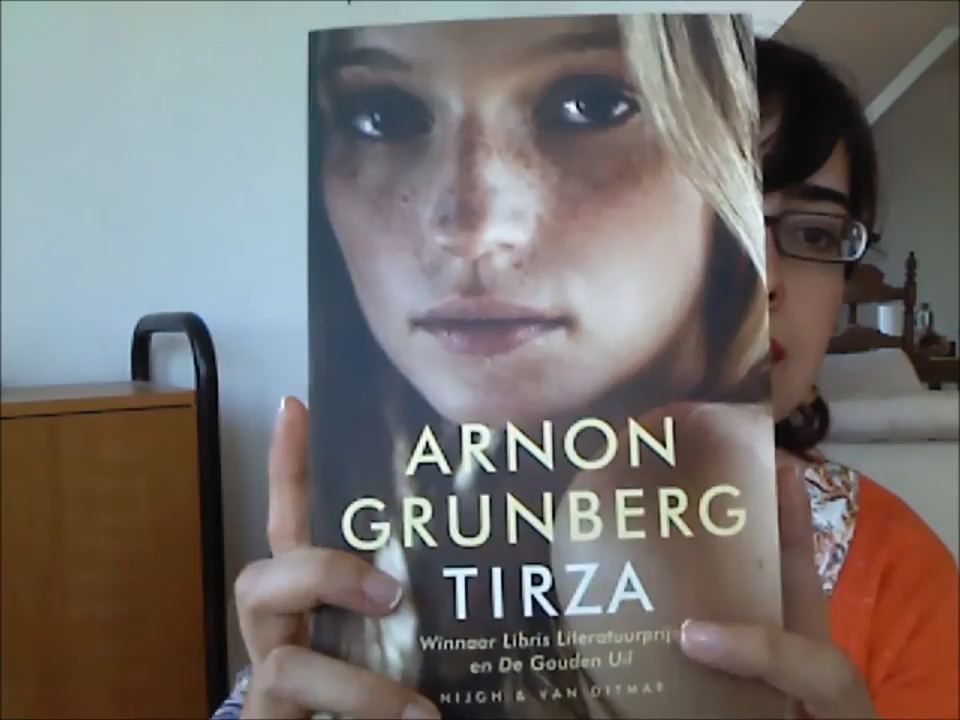 ARNON
GRUNBERG
TIRZA
Winnaar Libris Literatuurprijs
en De Gouden Uil
NIJGH & VAN DITMAR